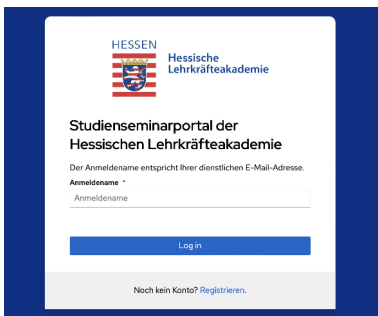 HESSEN
Hessische
Lehrkräfteakademie
Studienseminarportal der
Hessischen Lehrkräfteakademie
Der Anmeldename entspricht Ihrer dienstlichen E-Mail-Adresse.
Anmeldename *
Anmeldename
Log in
Noch kein Konto? Registrieren.